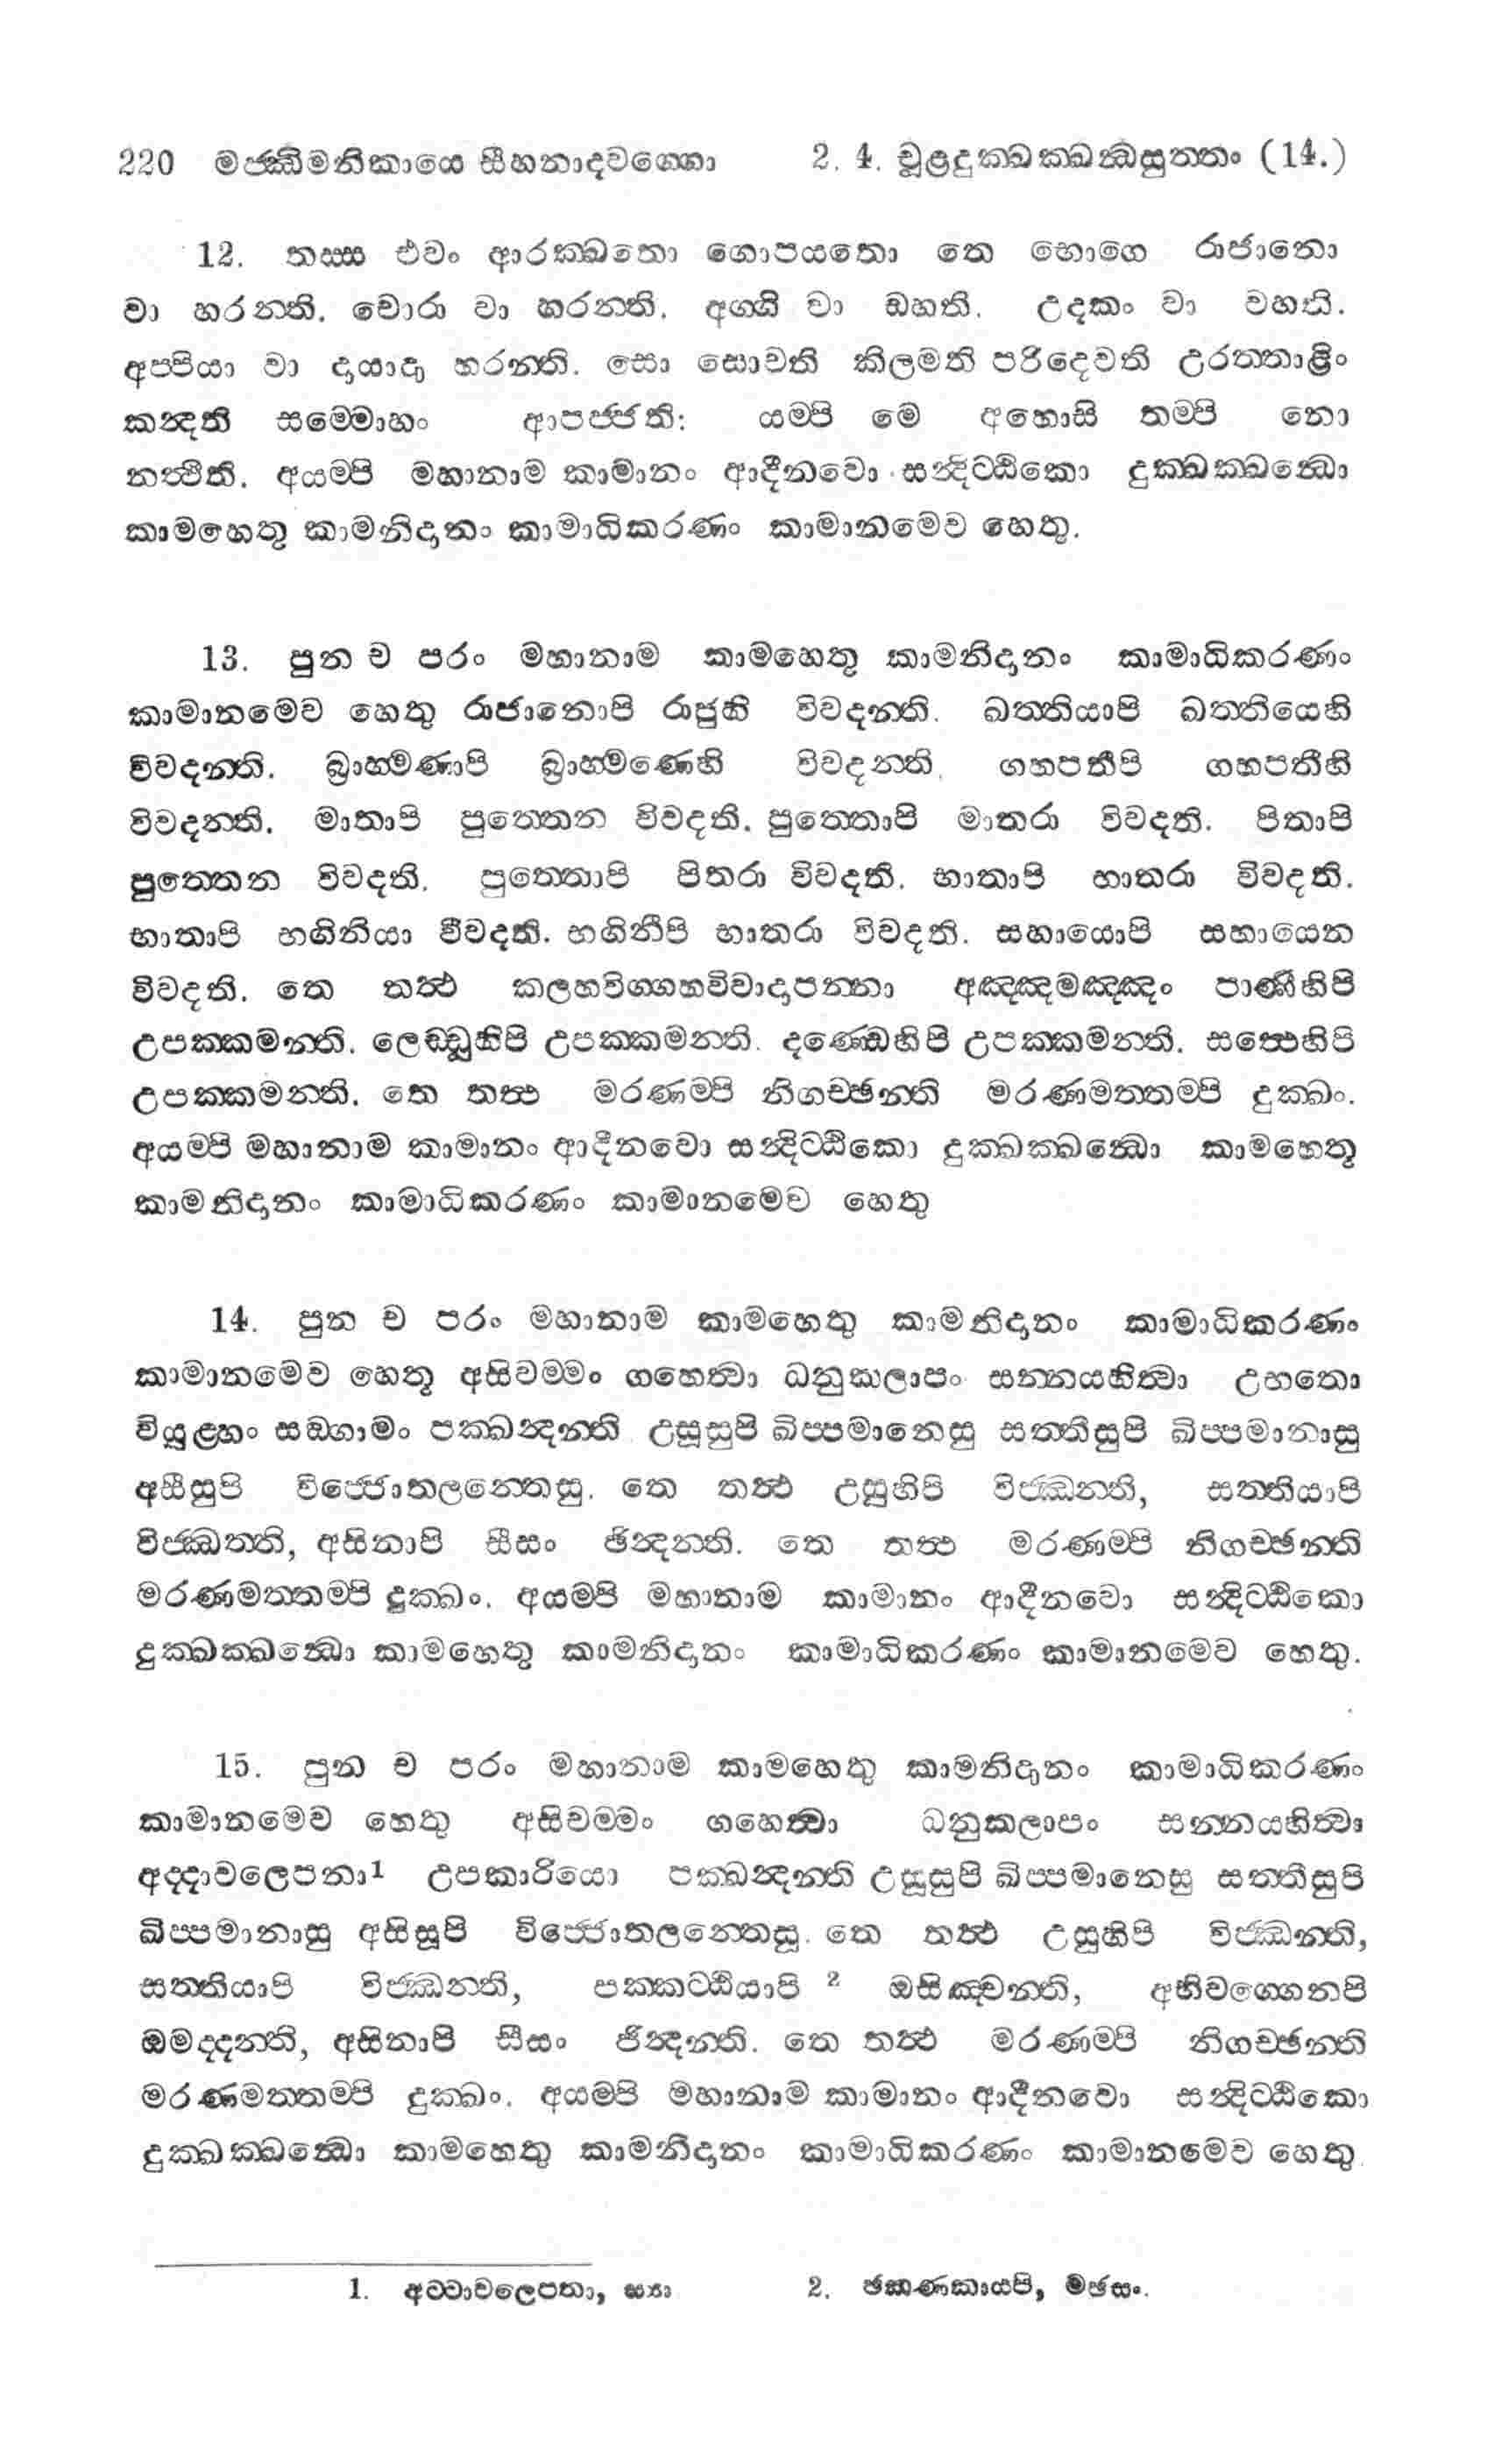 220 මජ්ඣිමනිකායෙ සීහනාදවග්ගො 2. 4. චූළදුක්ඛක්ඛන්ධසුත්තං (14.)
12. තස්ස එවං ආරක්ඛතො ගොපයතො තෙ භොගෙ රාජානො
වා හරන්ති. චොරා වා හරන්ති. අග්ගි වා ඩහති. උදකං වා වහති.
අප්පියා වා දායාදා හරන්ති. සො සොචති කිලමති පරිදෙවති උරත්තාළිං
කන්දති සම්මොහං ආපජ්ජති: යම්පි මෙ අහොසි තම්පි නො
නත්ථීති. අයම්පි මහානාම කාමානං ආදීනවො සන්දිට්ඨිකො දුක්ඛක්ඛන්ධො
කාමහෙතු කාමනිදානං කාමාධිකරණං කාමානමෙව හෙතු.
13. පුන ච පරං මහානාම කාමහෙතු කාමනිදානං කාමාධිකරණං
කාමානමෙව හෙතු රාජානොපි රාජුහි විවදන්ති. ඛත්තියාපි ඛත්තියෙහි
විවදන්ති. බ්‍රාහ්මණාපි බ්‍රාහ්මණෙහි විවදන්ති. ගහපතීපි ගහපතීහි
විවදන්ති. මාතාපි පුත්තෙන විවදති. පුත්තොපි මාතරා විවදති. පිතාපි
පුත්තෙන විවදති. පුත්තොපි පිතරා විවදති. භාතාපි භාතරා විවදති.
භාතාපි භගිනියා විවදති. භගිනීපි භාතරා විවදති. සහායොපි සහායෙන
විවදති. තෙ තත්ථ කලහවිග්ගහවිවාදාපන්නා අඤ්ඤමඤ්ඤං පාණීහිපි
උපක්කමන්ති. ලෙඩ්ඩූහිපි උපක්කමන්ති. දණ්ඩෙහිපි උපක්කමන්ති. සත්ථෙහිපි
උපක්කමන්ති. තෙ තත්ථ මරණම්පි නිගච්ඡන්ති මරණමත්තම්පි දුක්ඛං.
අයම්පි මහානාම කාමානං ආදීනවො සන්දිට්ඨිකො දුක්ඛක්ඛන්ධො කාමහෙතු
කාමනිදානං කාමාධිකරණං කාමානමෙව හෙතු
14. පුන ච පරං මහානාම කාමහෙතු කාමනිදානං කාමාධිකරණං
කාමානමෙව හෙතු අසිචම්මං ගහෙත්වා ධනුකලාපං සන්නය්හිත්වා උභතො
වියූළ්හං සඞ්ගාමං පක්ඛන්දන්ති උසූසුපි ඛිප්පමානෙසු සත්තීසුපි ඛිප්පමානාසු
අසීසුපි විජ්ජොතලන්තෙසු. තෙ තත්ථ උසූහිපි විජ්ඣන්ති, සත්තියාපි
විජ්ඣන්ති, අසිනාපි සීසං ඡින්දන්ති. තෙ තත්ථ මරණම්පි නිගච්ඡන්ති
මරණමත්තම්පි දුක්ඛං. අයම්පි මහානාම කාමානං ආදීනවො සන්දිට්ඨිකො
දුක්ඛක්ඛන්ධො කාමහෙතු කාමනිදානං කාමාධිකරණං කාමානමෙව හෙතු.
15. පුන ච පරං මහානාම කාමහෙතු කාමනිදානං කාමාධිකරණං
කාමානමෙව හෙතු අසිචම්මං ගහෙත්වා ධනුකලාපං සන්නය්හිත්වා
අද්දාවලෙපනා1 උපකාරියො පක්ඛන්දන්ති උසූසුපි ඛිප්පමානෙසු සත්තීසුපි
ඛිප්පමානාසු අසිසූපි විජ්ජොතලන්තෙසු. තෙ තත්ථ උසූහිපි විජ්ඣන්ති,
සත්තියාපි විජ්ඣන්ති, පක්කට්ඨියාපි 2 ඔසිඤ්චන්ති, අභිවග්ගෙනපි
ඔමද්දන්ති, අසිනාපි සීසං ඡින්දන්ති. තෙ තත්ථ මරණම්පි නිගච්ඡන්ති
මරණමත්තම්පි දුක්ඛං. අයම්පි මහානාම කාමානං ආදීනවො සන්දිට්ඨිකො
දුක්ඛක්ඛන්ධො කාමහෙතු කාමනිදානං කාමාධිකරණං කාමානමෙව හෙතු
1. අට්ටාවලෙපනා, ස්‍යා 2. ඡකණකායපි, මඡසං.